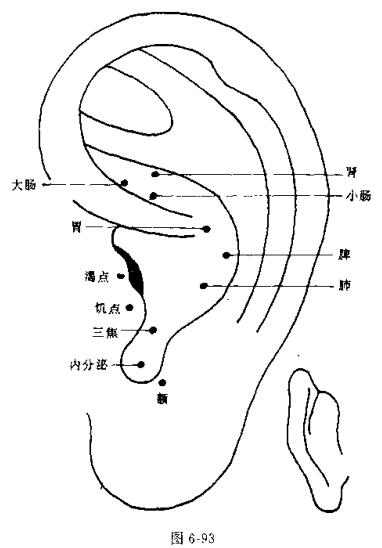 肾
大肠
小肠
胃
脾
渴点
肺
饥点
三焦
内分泌
额
图 6-93